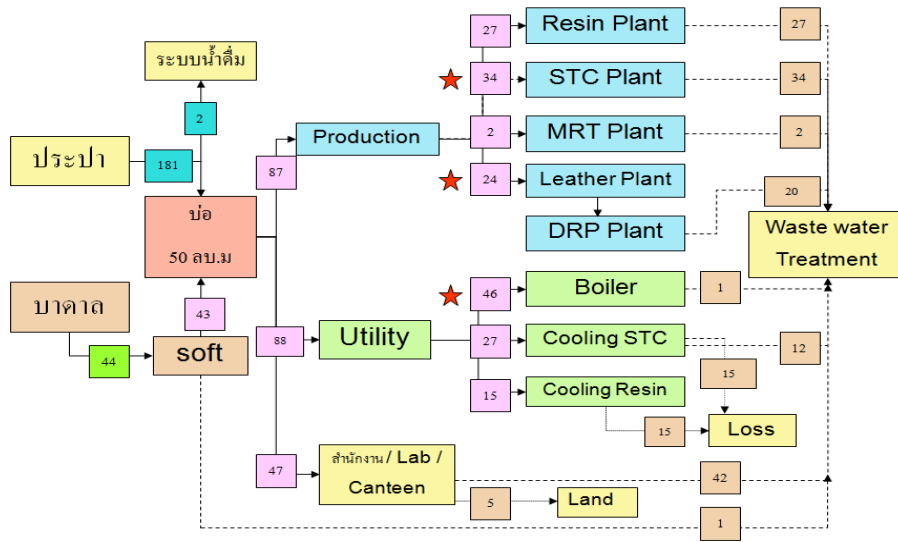 27
Resin Plant
27
ระบบน้ำดื่ม
34
STC Plant
34
2
Production
2
MRT Plant
2
ประปา
181
87
24
Leather Plant
20
บ่อ
50 ลบ.ม
DRP Plant
Waste water
Treatment
46
Boiler
1
บาดาล
43
88
Utility
27
Cooling STC
12
44
soft
15
15
Cooling Resin
15
Loss
47
สำนักงาน / Lab /
Canteen
42
5
Land
1